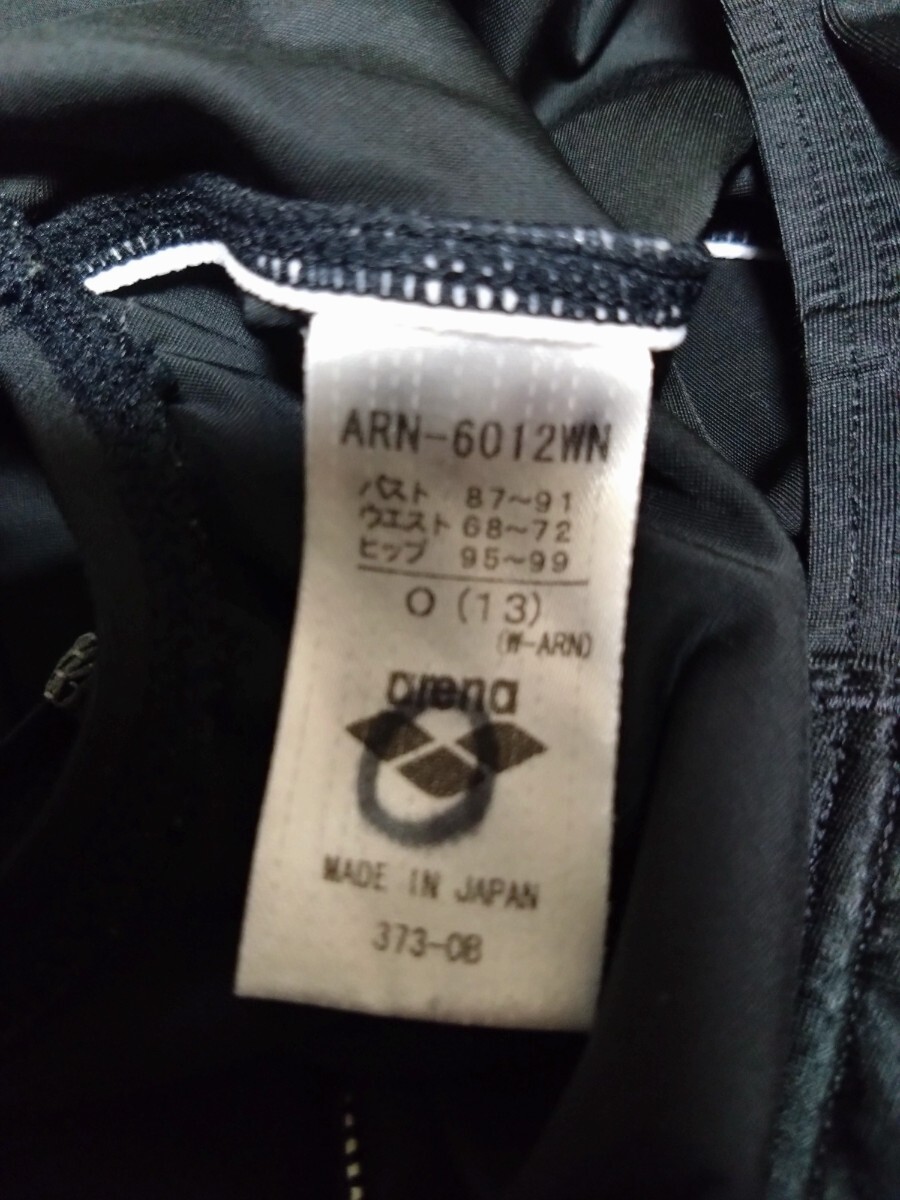 ARN-6012WN
バスト 87~91
ウエスト 68~72
ヒップ 95~99
O (13)
(W-ARN)
arena
MADE IN JAPAN
373-0B